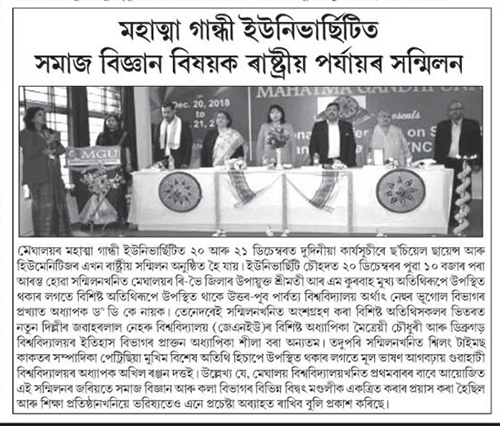 মহাত্মা গান্ধী ইউনিভাৰ্ছিটিত
সমাজ বিজ্ঞান বিষয়ক ৰাষ্ট্ৰীয় পৰ্যায়ৰ সন্মিলন
Dec. 20, 2018
MAHATMA GANDHI UNI
presents
MGU
মেঘালয়ৰ মহাত্মা গান্ধী ইউনিভাৰ্ছিটিত ২০ আৰু ২১ ডিচেম্বৰত দুদিনীয়া কাৰ্যসূচীৰে ছ'চিয়েল ছায়েন্স আৰু
হিউমেনিটিজৰ এখন ৰাষ্ট্ৰীয় সন্মিলন অনুষ্ঠিত হৈ যায়। ইউনিভাৰ্ছিটি চৌহদত ২০ ডিচেম্বৰৰ পুৱা ১০ বজাৰ পৰা
আৰম্ভ হোৱা সন্মিলনখনিত মেঘালয়ৰ ৰি-ভৈ জিলাৰ উপায়ুক্ত শ্ৰীমতী আৰ এম কুৰবাহ মুখ্য অতিথিৰূপে উপস্থিত
থকাৰ লগতে বিশিষ্ট অতিথিৰূপে উপস্থিত থাকে উত্তৰ-পূব পাৰ্বত্য বিশ্ববিদ্যালয় অৰ্থাৎ নেহুৰ ভূগোল বিভাগৰ
প্ৰখ্যাত অধ্যাপক ড° ডি কে নায়ক। তেনেদৰেই সন্মিলনখনিত অংশগ্ৰহণ কৰা বিশিষ্ট অতিথিসকলৰ ভিতৰত
নতুন দিল্লীৰ জৱাহৰলাল নেহৰু বিশ্ববিদ্যালয় (জেএনইউ)ৰ বিশিষ্ট অধ্যাপিকা মৈত্ৰেয়ী চৌধুৰী আৰু ডিব্ৰুগড়
বিশ্ববিদ্যালয়ৰ ইতিহাস বিভাগৰ প্ৰাক্তন অধ্যাপিকা শীলা বৰা অন্যতম। তদুপৰি সন্মিলনখনিত শ্বিলং টাইমছ
কাকতৰ সম্পাদিকা পেট্ৰিছিয়া মুখিম বিশেষ অতিথি হিচাপে উপস্থিত থকাৰ লগতে মূল ভাষণ আগবঢ়ায় গুৱাহাটী
বিশ্ববিদ্যালয়ৰ অধ্যাপক অখিল ৰঞ্জন দত্তই। উল্লেখ্য যে, মেঘালয় বিশ্ববিদ্যালয়খনিত প্ৰথমবাৰৰ বাবে আয়োজিত
এই সন্মিলনৰ জৰিয়তে সমাজ বিজ্ঞান আৰু কলা বিভাগৰ বিভিন্ন বিদ্বৎ মণ্ডলীক একত্ৰিত কৰাৰ প্ৰয়াস কৰা হৈছিল
আৰু শিক্ষা প্ৰতিষ্ঠানখনিয়ে ভৱিষ্যতেও এনে প্ৰচেষ্টা অব্যাহত ৰাখিব বুলি প্ৰকাশ কৰিছে।